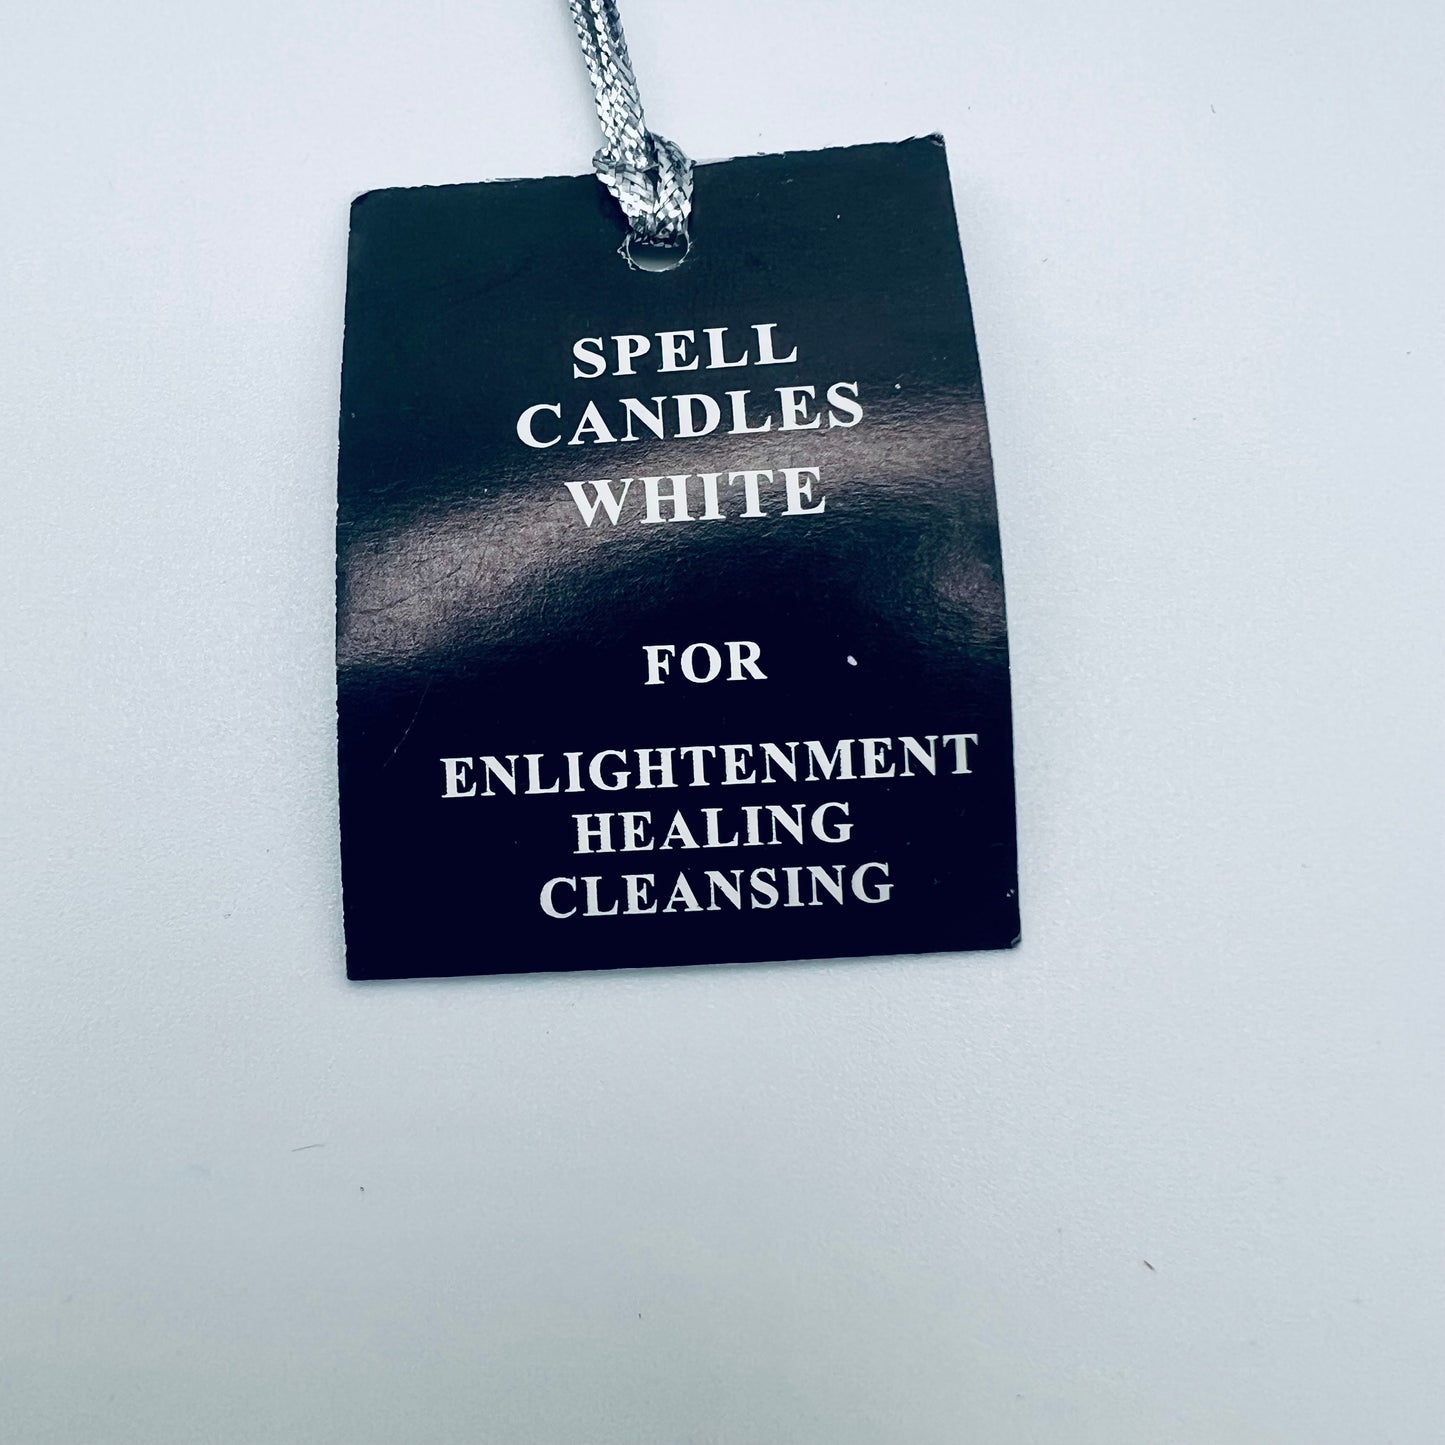 SPELL
CANDLES
WHITE
FOR
ENLIGHTENMENT
HEALING
CLEANSING